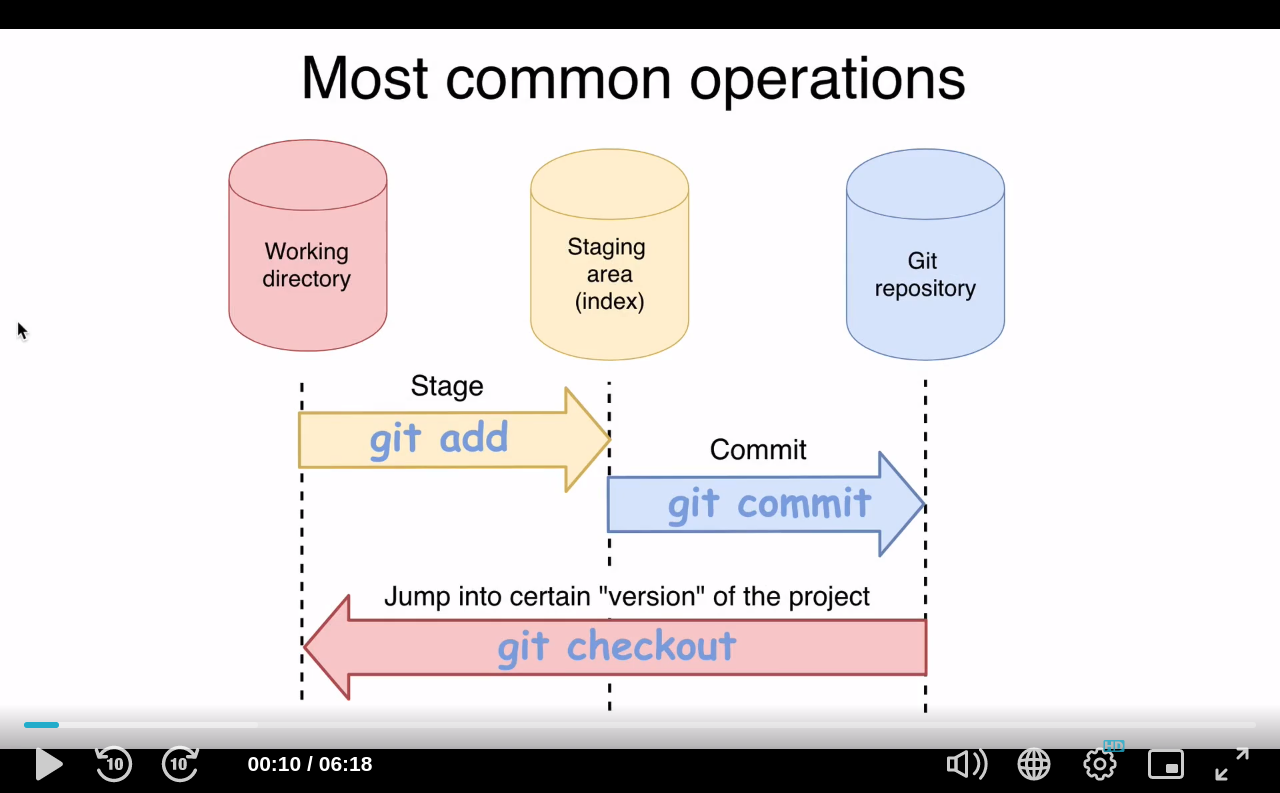 Most common operations
Working
directory
Staging
area
(index)
Git
repository
Stage
git add
Commit
git commit
Jump into certain "version" of the project
git checkout
10
10
00:10 / 06:18
HD